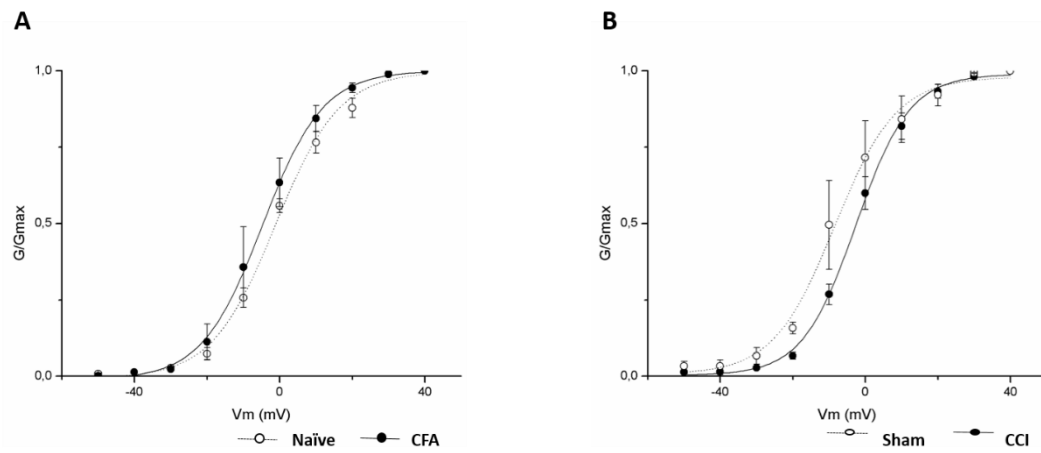 A
1,0
0,5
0,0
G/Gmax
-40
0
40
Vm (mV)
Naïve
CFA
B
1,0
0,5
0,0
G/Gmax
-40
0
40
Vm (mV)
Sham
CCI